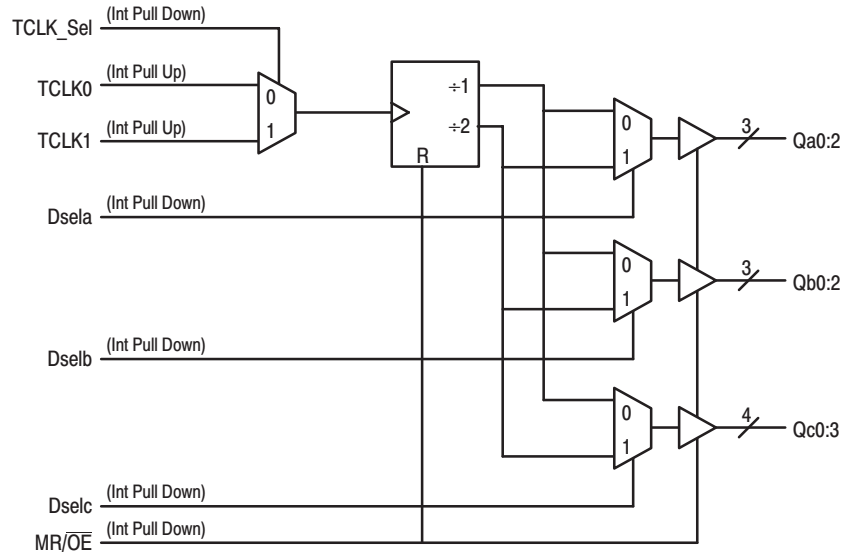 TCLK_Sel (Int Pull Down)
TCLK0 (Int Pull Up)
TCLK1 (Int Pull Up)
0
1
÷1
÷2
R
Dsela (Int Pull Down)
0
1
3
Qa0:2
0
1
3
Qb0:2
Dselb (Int Pull Down)
0
1
4
Qc0:3
Dselc (Int Pull Down)
MR/O̅E̅ (Int Pull Down)